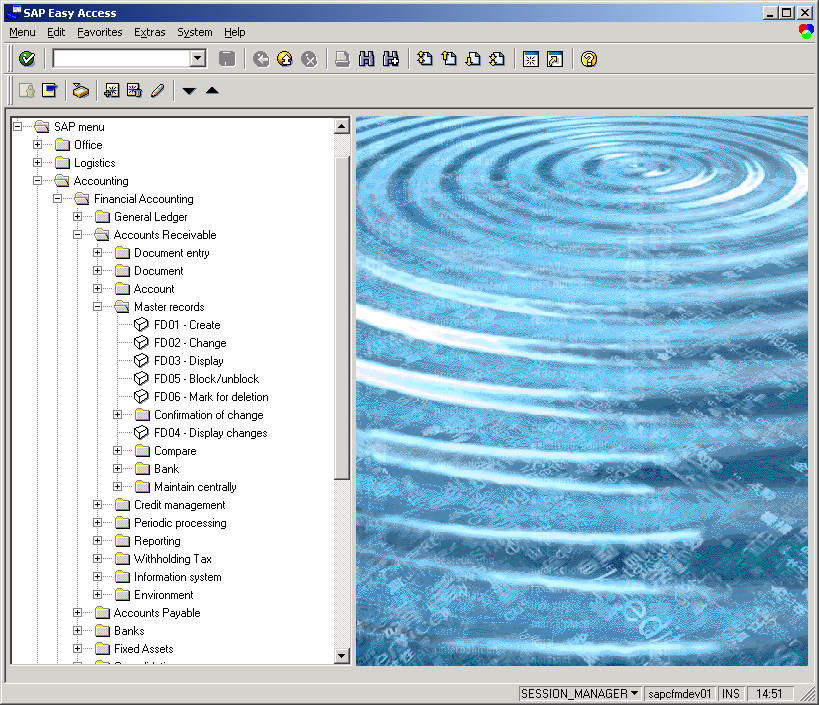 SAP Easy Access
Menu Edit Favorites Extras System Help
SAP menu
Office
Logistics
Accounting
Financial Accounting
General Ledger
Accounts Receivable
Document entry
Document
Account
Master records
FD01 - Create
FD02 - Change
FD03 - Display
FD05 - Block/unblock
FD06 - Mark for deletion
Confirmation of change
FD04 - Display changes
Compare
Bank
Maintain centrally
Credit management
Periodic processing
Reporting
Withholding Tax
Information system
Environment
Accounts Payable
Banks
Fixed Assets
SESSION_MANAGER sapcfmdev01 INS 14:51